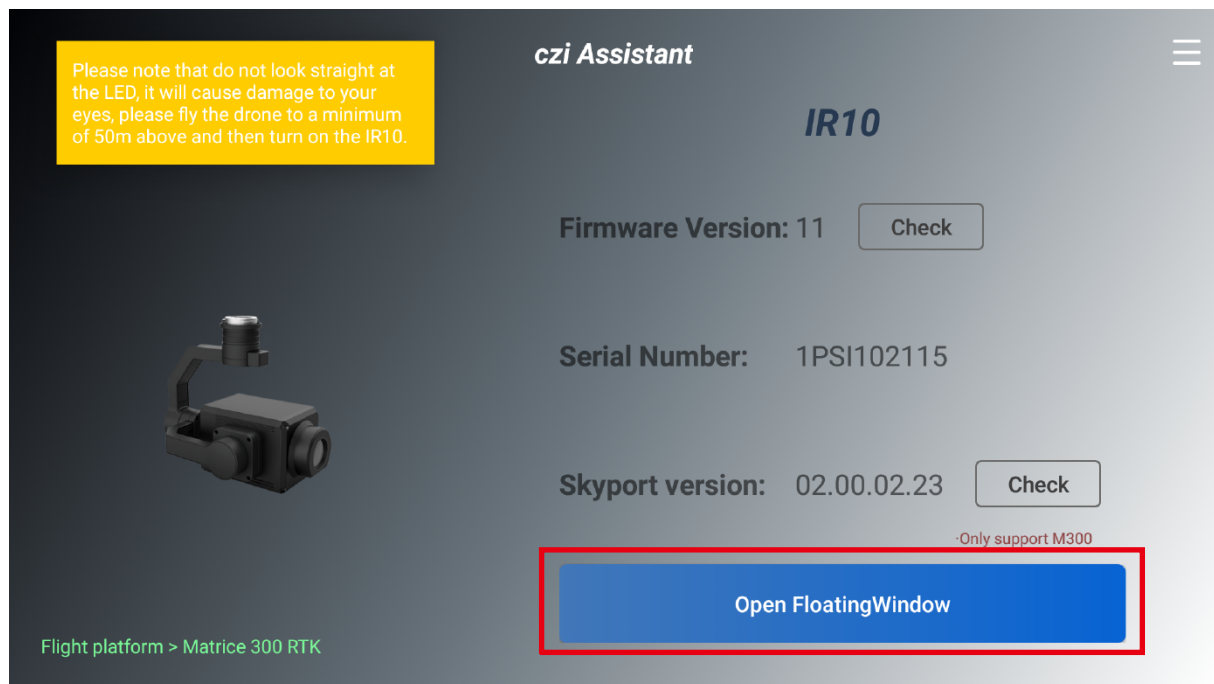 czi Assistant
Please note that do not look straight at
the LED, it will cause damage to your
eyes, please fly the drone to a minimum
of 50m above and then turn on the IR10.
IR10
Firmware Version: 11 Check
Serial Number: 1PSI102115
Skyport version: 02.00.02.23 Check
·Only support M300
Open FloatingWindow
Flight platform > Matrice 300 RTK